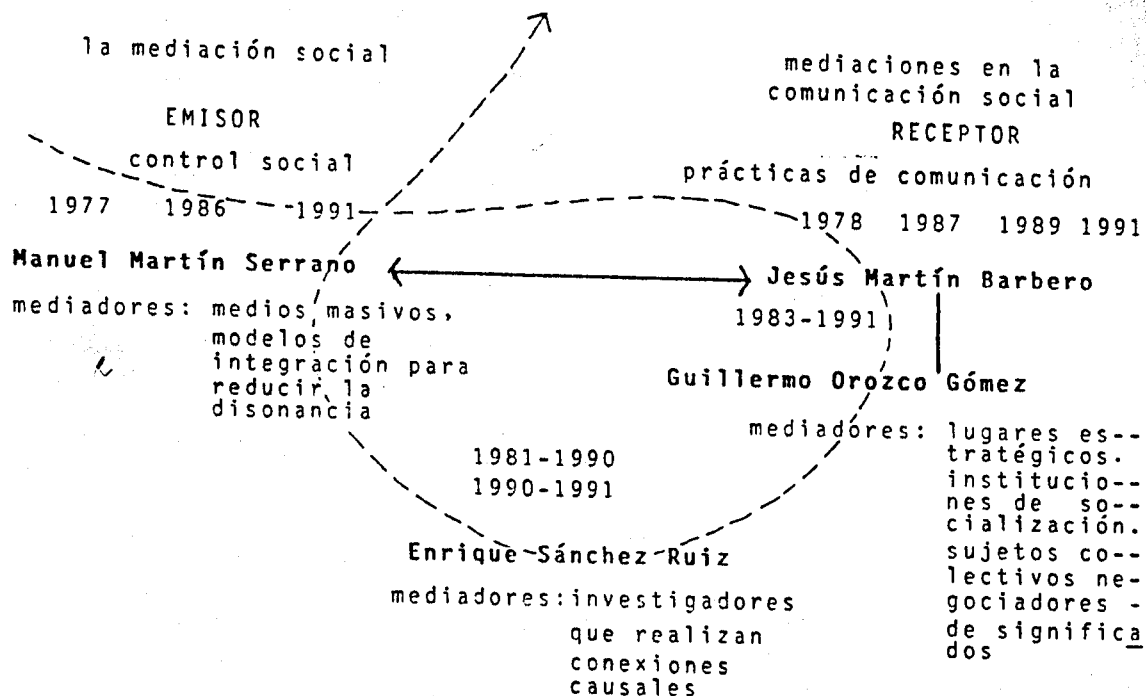 la mediación social
EMISOR
control social
1977 1986 1991
Manuel Martín Serrano
mediadores: medios masivos,
modelos de
integración para
reducir la
disonancia
mediaciones en la
comunicación social
RECEPTOR
prácticas de comunicación
1978 1987 1989 1991
Jesús Martín Barbero
1983-1991
Guillermo Orozco Gómez
mediadores: lugares es--
tratégicos.
institucio--
nes de so--
cialización.
sujetos co--
lectivos ne-
gociadores -
de significa
dos
1981-1990
1990-1991
Enrique Sánchez Ruiz
mediadores:investigadores
que realizan
conexiones
causales